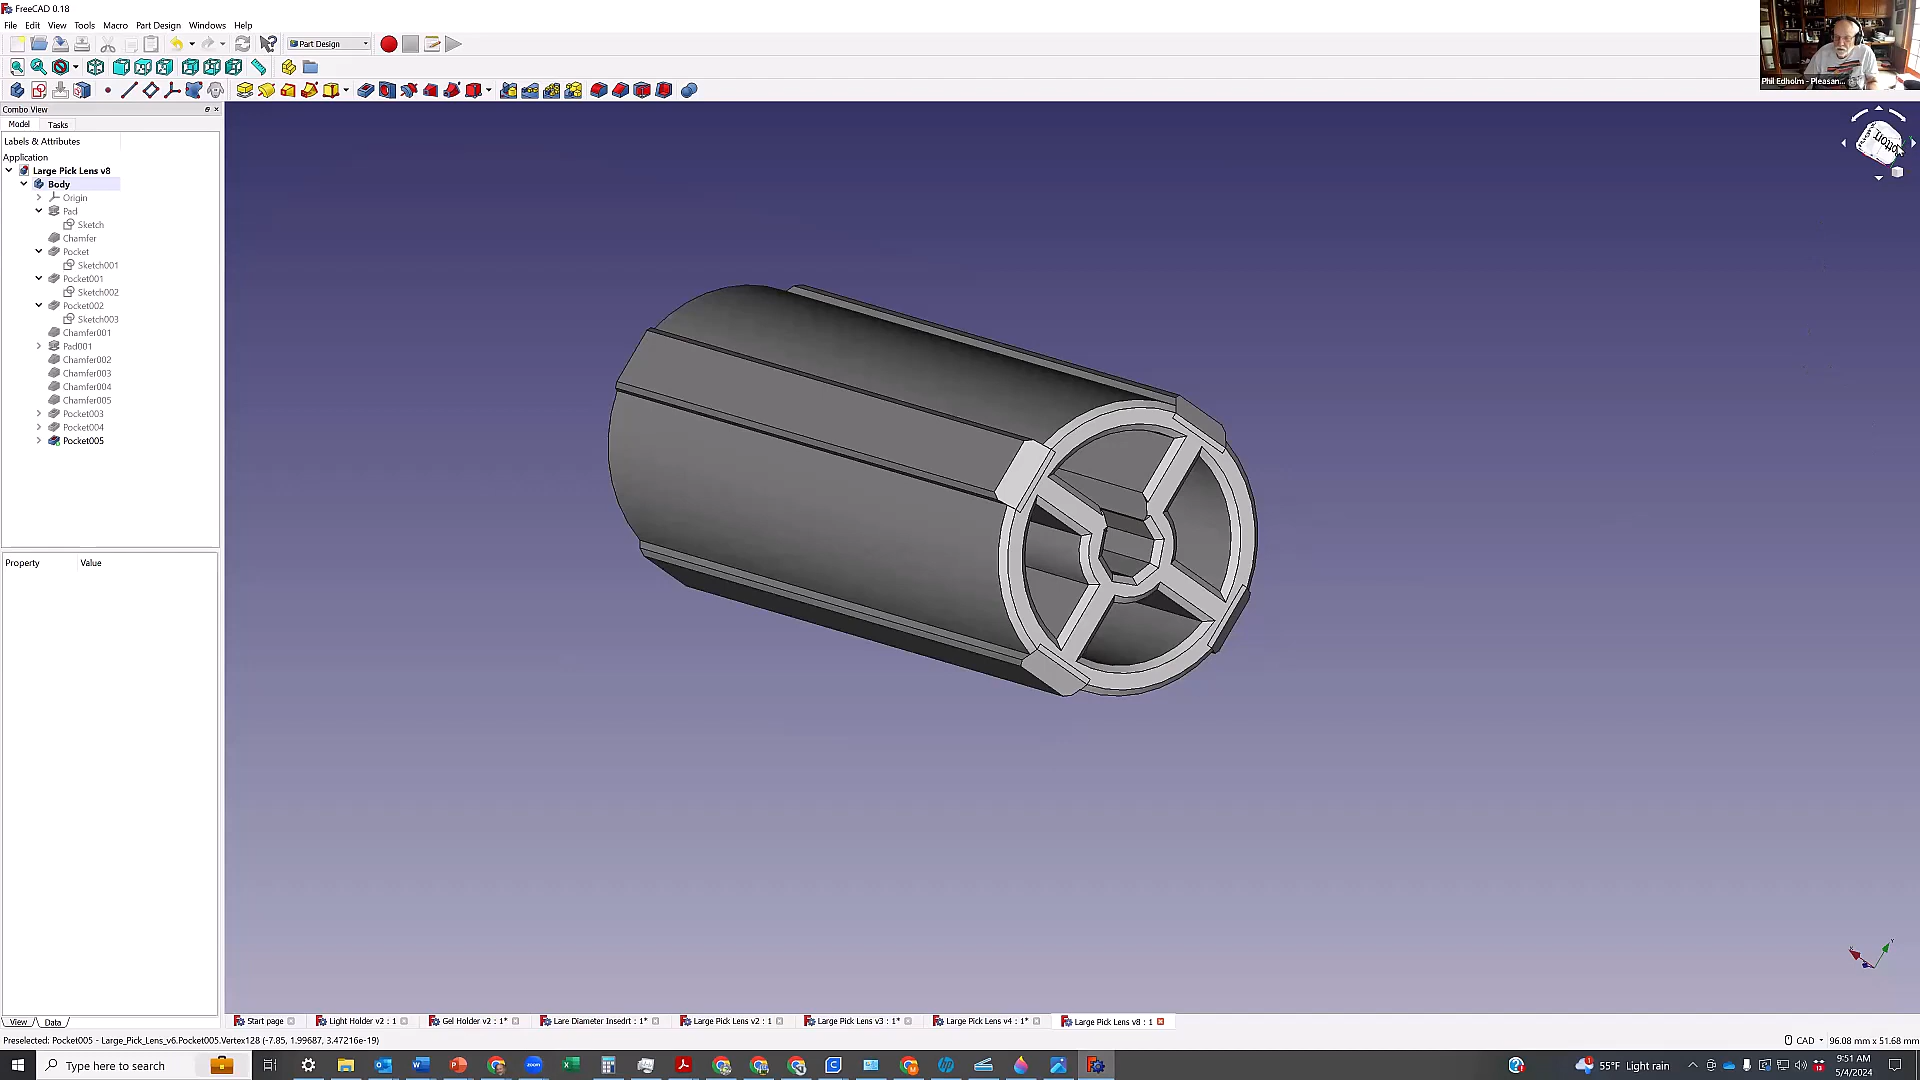 FreeCAD 0.18
File Edit View Tools Macro Part Design Windows Help
Part Design
Phil Edholm - Pleasan...
Combo View
Model Tasks
Labels & Attributes
Application
Large Pick Lens v8
Body
Origin
Pad
Sketch
Chamfer
Pocket
Sketch001
Pocket001
Sketch002
Pocket002
Sketch003
Chamfer001
Pad001
Chamfer002
Chamfer003
Chamfer004
Chamfer005
Pocket003
Pocket004
Pocket005
BOTTOM
Property Value
X Y
View Data
Start page Light Holder v2 : 1 Gel Holder v2 : 1* Lare Diameter Insedrt : 1* Large Pick Lens v2 : 1 Large Pick Lens v3 : 1* Large Pick Lens v4 : 1* Large Pick Lens v8 : 1
Preselected: Pocket005 - Large_Pick_Lens_v6.Pocket005.Vertex128 (-7.85, 1.99687, 3.47216e-19)
CAD 96.08 mm x 51.68 mm
Type here to search
zoom
55°F Light rain
9:51 AM
5/4/2024